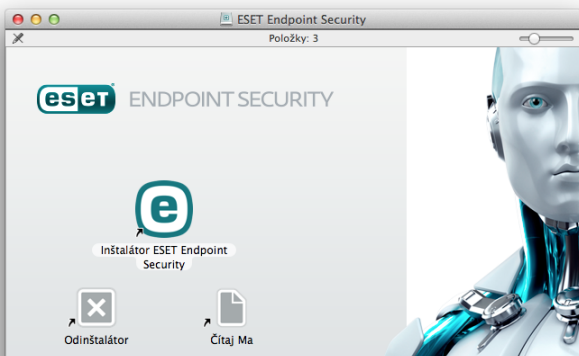 ESET Endpoint Security
Položky: 3
eseT ENDPOINT SECURITY
e
Inštalátor ESET Endpoint
Security
Odinštalátor
Čítaj Ma